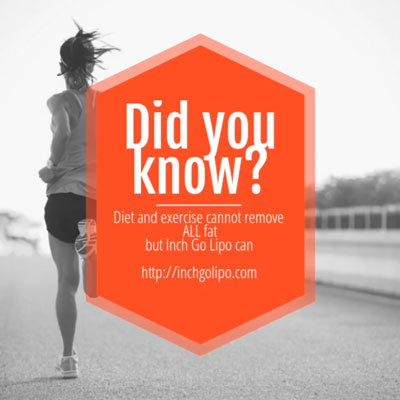 Did you
know?
Diet and exercise cannot remove
ALL fat
but Inch Go Lipo can
http://inchgolipo.com